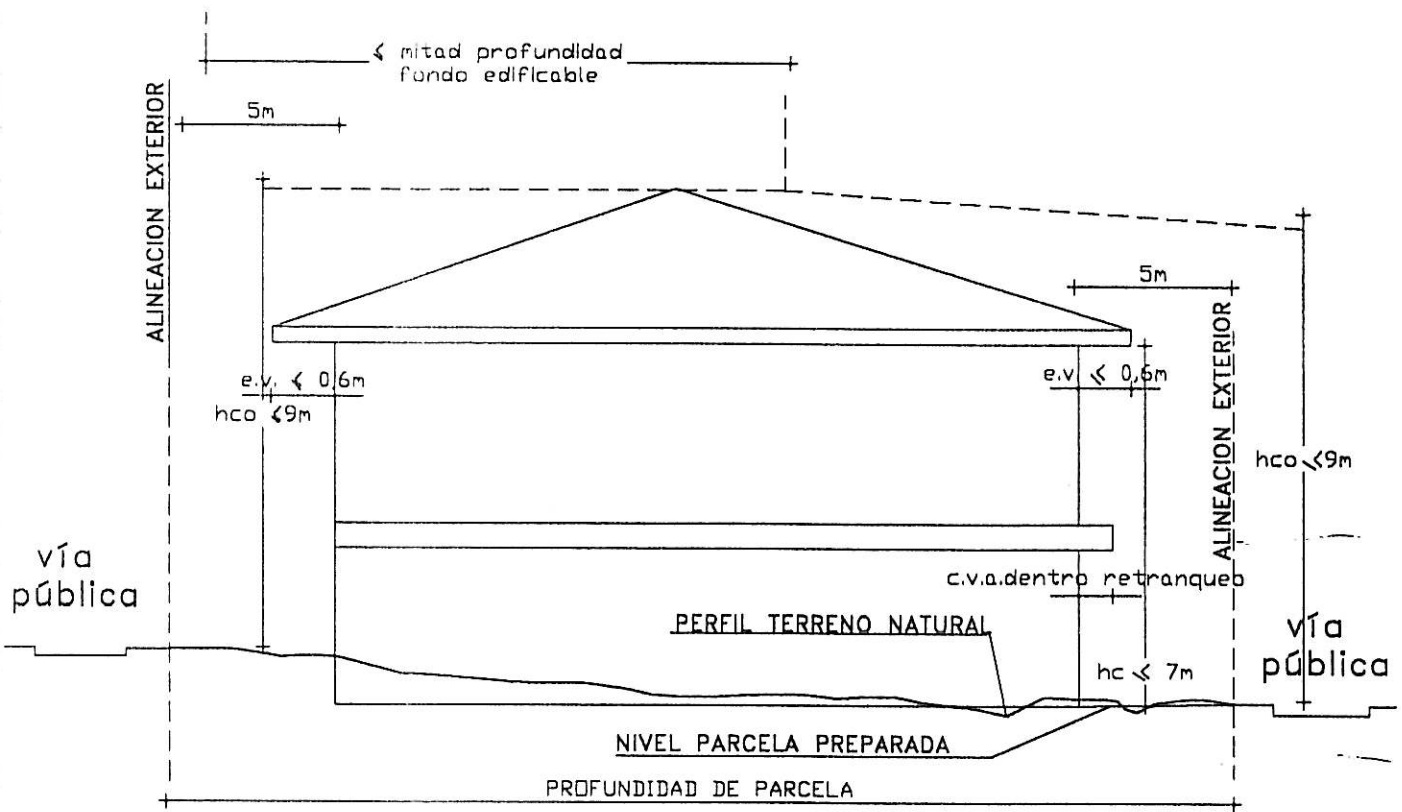 ⩽ mitad profundidad
fondo edificable
5m
ALINEACION EXTERIOR
5m
e.v. ⩽ 0,6m
hco ⩽9m
e.v. ⩽ 0,6m
ALINEACION EXTERIOR
hco ⩽9m
vía
pública
c.v.a.dentro retranqueo
PERFIL TERRENO NATURAL
hc ⩽ 7m
vía
pública
NIVEL PARCELA PREPARADA
PROFUNDIDAD DE PARCELA